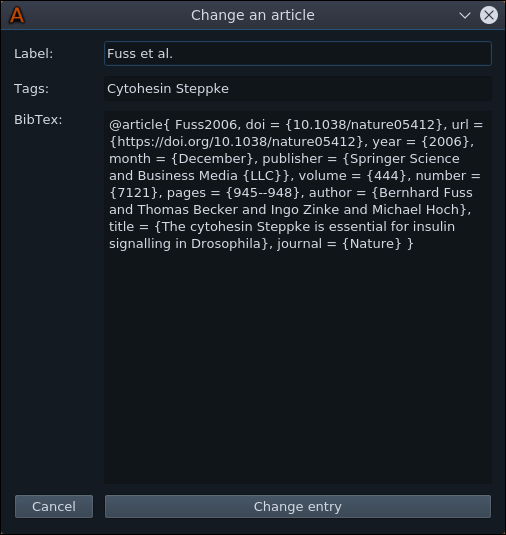 Change an article
Label:
Fuss et al.
Tags:
Cytohesin Steppke
BibTex:
@article{ Fuss2006, doi = {10.1038/nature05412}, url =
{https://doi.org/10.1038/nature05412}, year = {2006},
month = {December}, publisher = {Springer Science
and Business Media {LLC}}, volume = {444}, number =
{7121}, pages = {945--948}, author = {Bernhard Fuss
and Thomas Becker and Ingo Zinke and Michael Hoch},
title = {The cytohesin Steppke is essential for insulin
signalling in Drosophila}, journal = {Nature} }
Cancel
Change entry